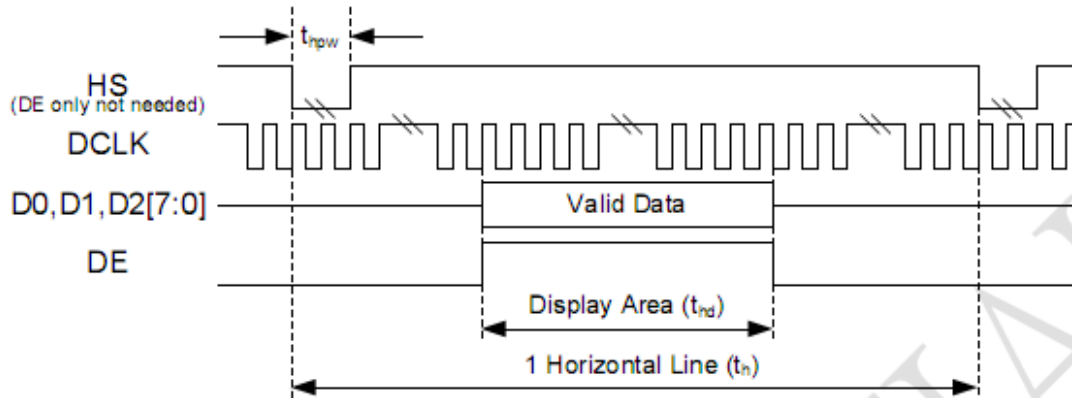 thpw
HS
(DE only not needed)
DCLK
D0,D1,D2[7:0]
Valid Data
DE
Display Area (thd)
1 Horizontal Line (th)